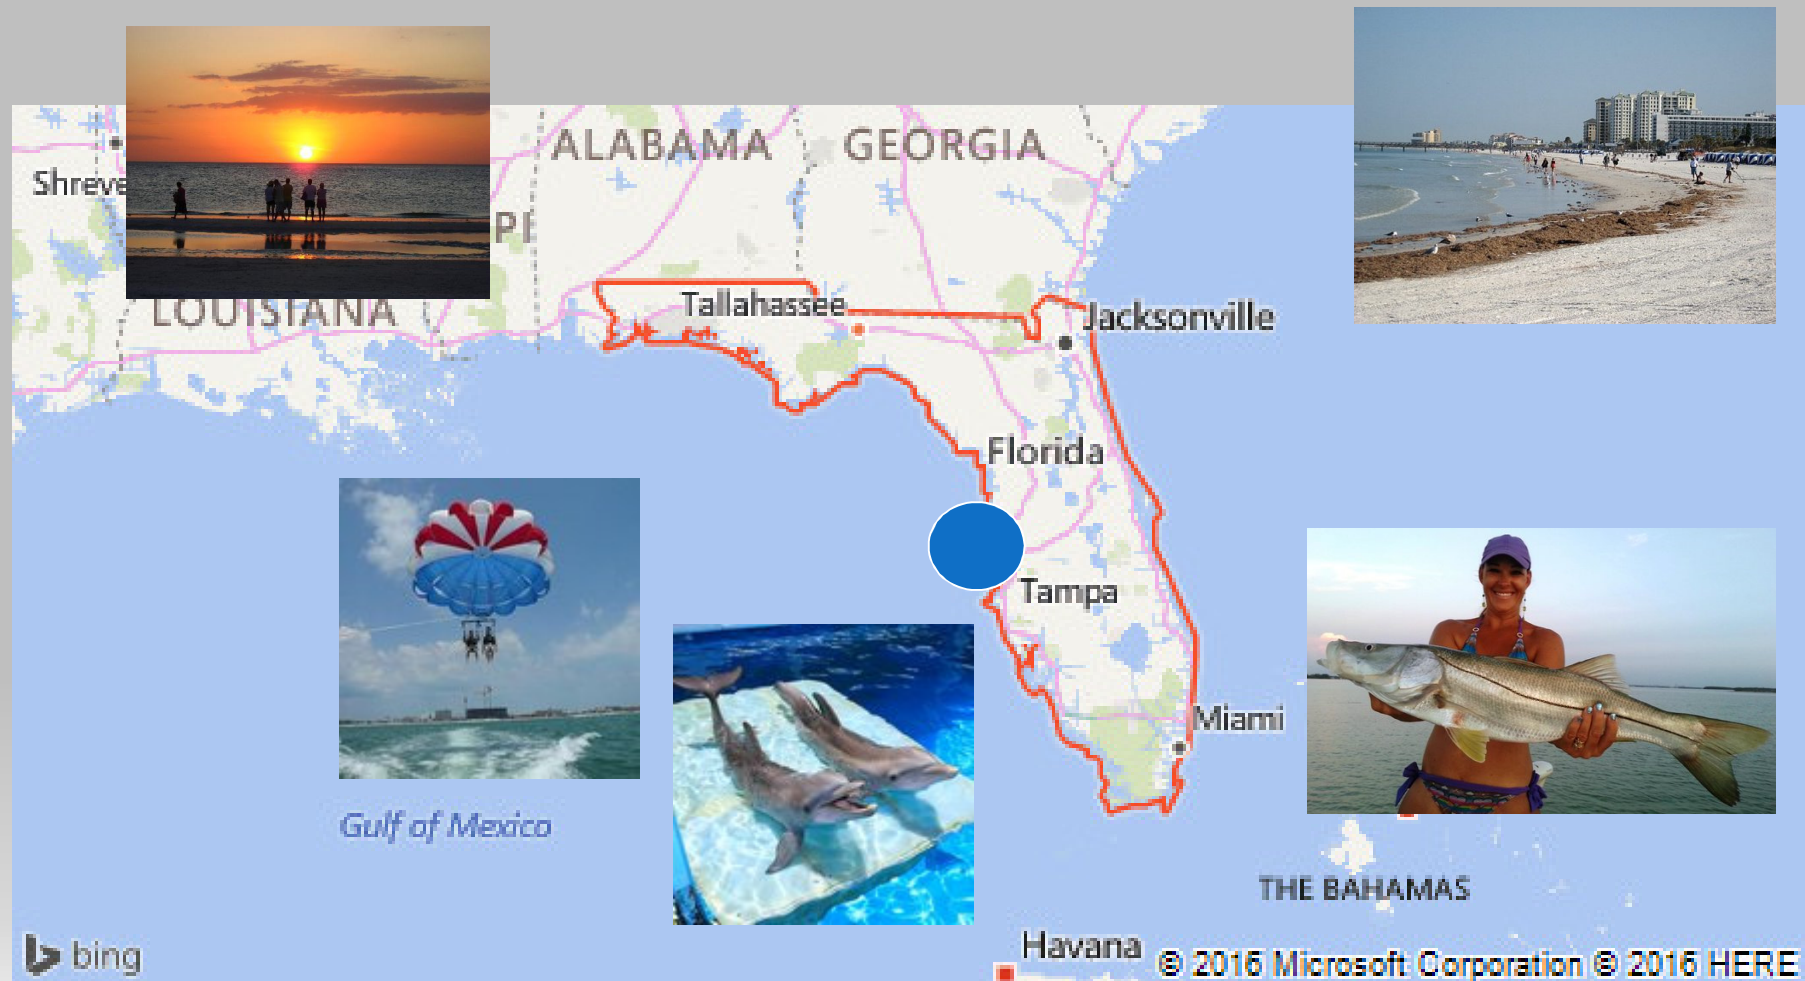 ALABAMA
GEORGIA
Shreve
PI
LOUISIANA
Tallahassee
Jacksonville
Florida
Tampa
Miami
Gulf of Mexico
THE BAHAMAS
Havana
bing
© 2016 Microsoft Corporation © 2016 HERE